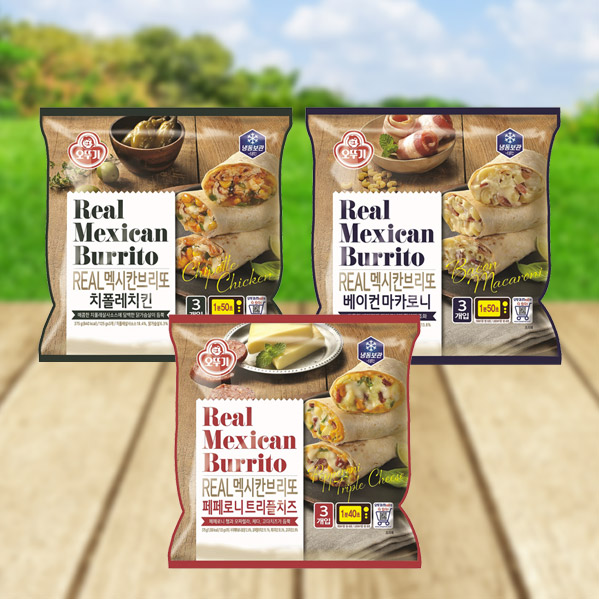 오뚜기
냉동보관
Real
Mexican
Burrito
REAL 멕시칸브리또
치폴레치킨
Chipotle
Chicken
3
개입
1분50초
오뚜기
냉동보관
Real
Mexican
Burrito
REAL 멕시칸브리또
베이컨마카로니
Bacon
Macaroni
3
개입
1분50초
오뚜기
냉동보관
Real
Mexican
Burrito
REAL 멕시칸브리또
페페로니트리플치즈
Triple Cheese
3
개입
1분40초